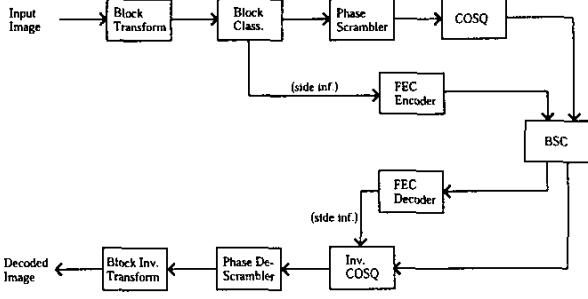 Input
Image
Block
Transform
Block
Class.
Phase
Scrambler
COSQ
(side inf.)
FEC
Encoder
BSC
FEC
Decoder
(side inf.)
Decoded
Image
Block Inv.
Transform
Phase De-
Scrambler
Inv.
COSQ